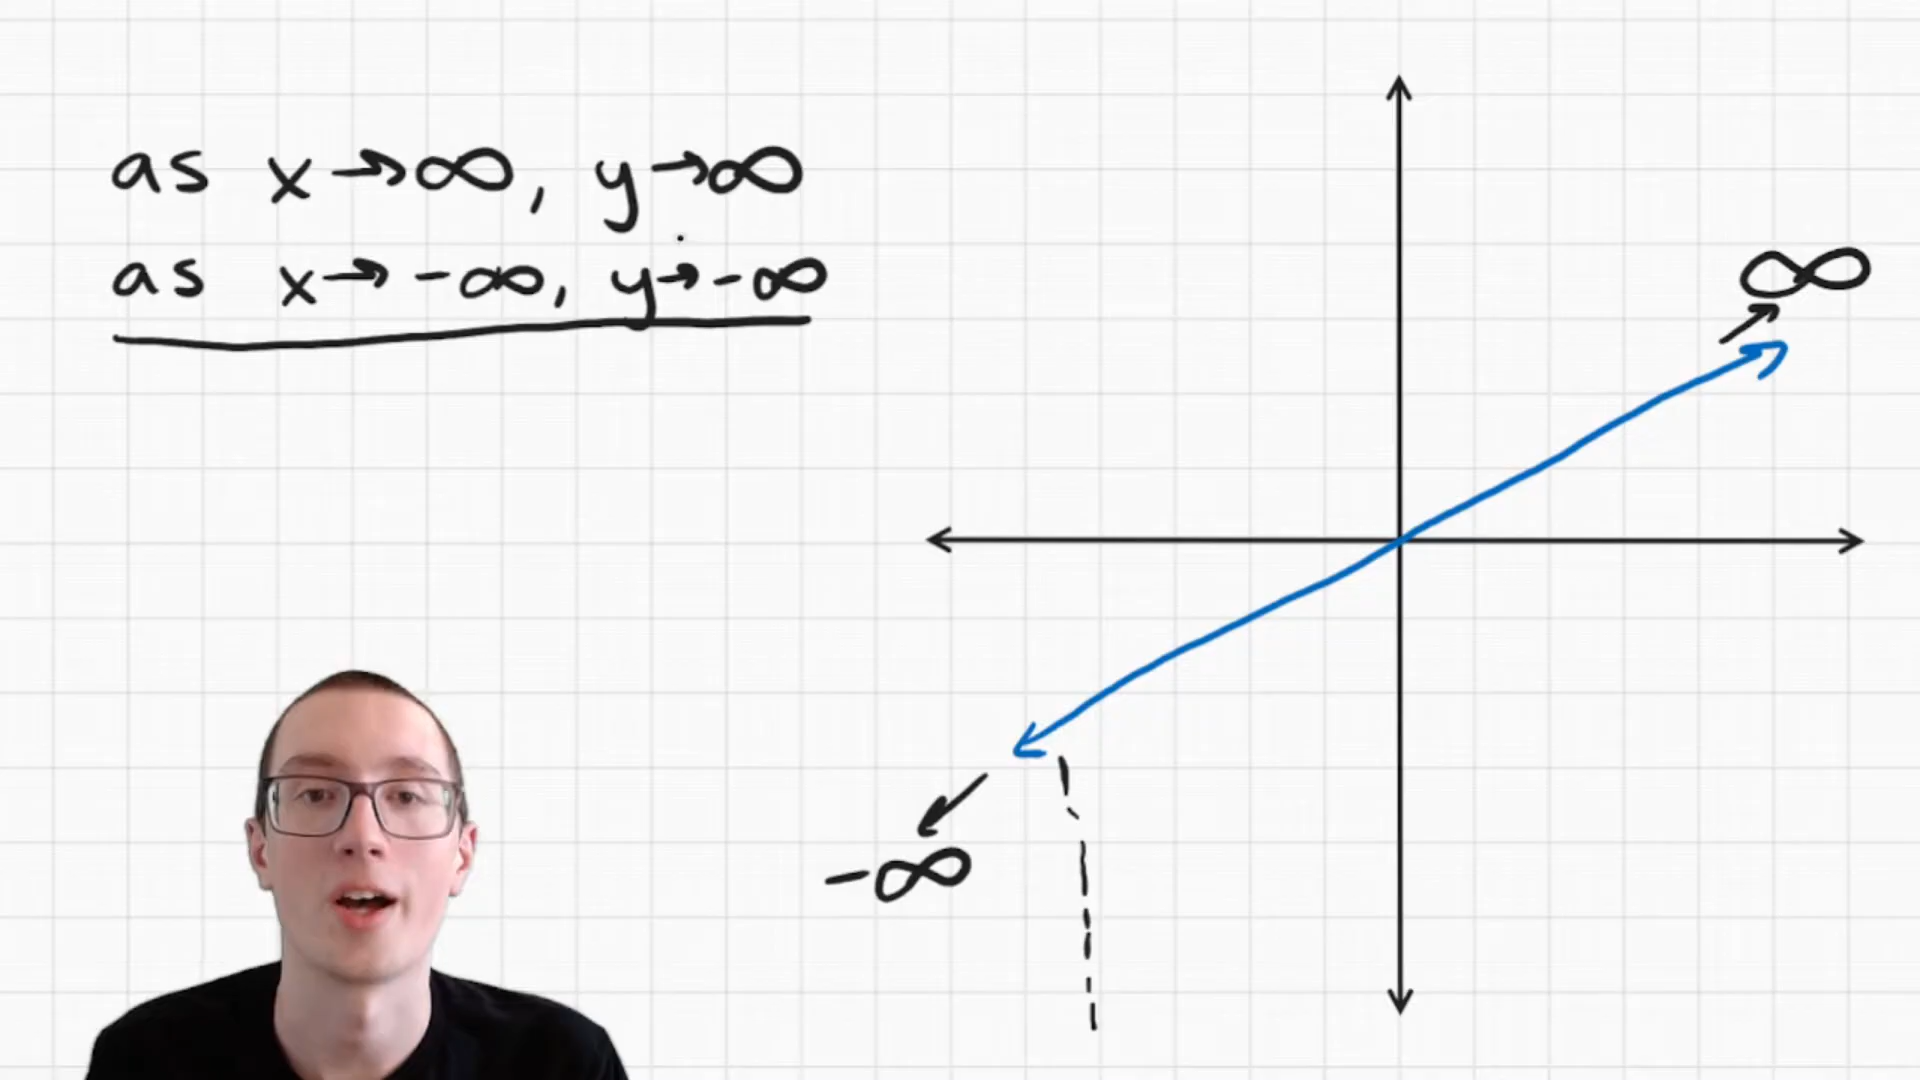 as x→∞, y→∞
as x→-∞, y→-∞
∞
-∞